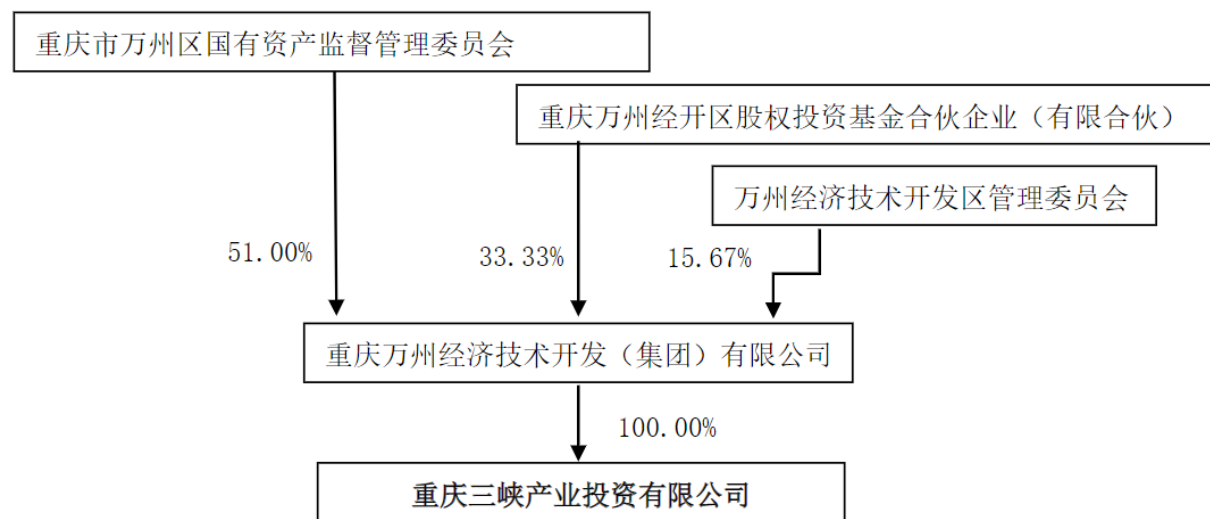 重庆市万州区国有资产监督管理委员会
重庆万州经开区股权投资基金合伙企业（有限合伙）
万州经济技术开发区管理委员会
51.00%
33.33%
15.67%
重庆万州经济技术开发（集团）有限公司
100.00%
重庆三峡产业投资有限公司